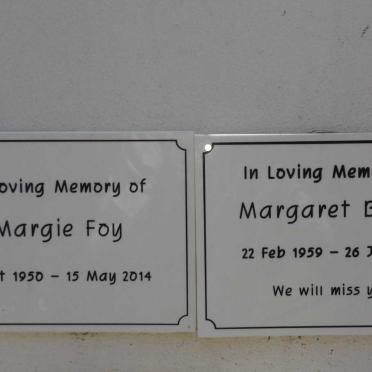 oving Memory of
Margie Foy
t 1950 – 15 May 2014
In Loving Mem
Margaret
22 Feb 1959 – 26 J
We will miss y